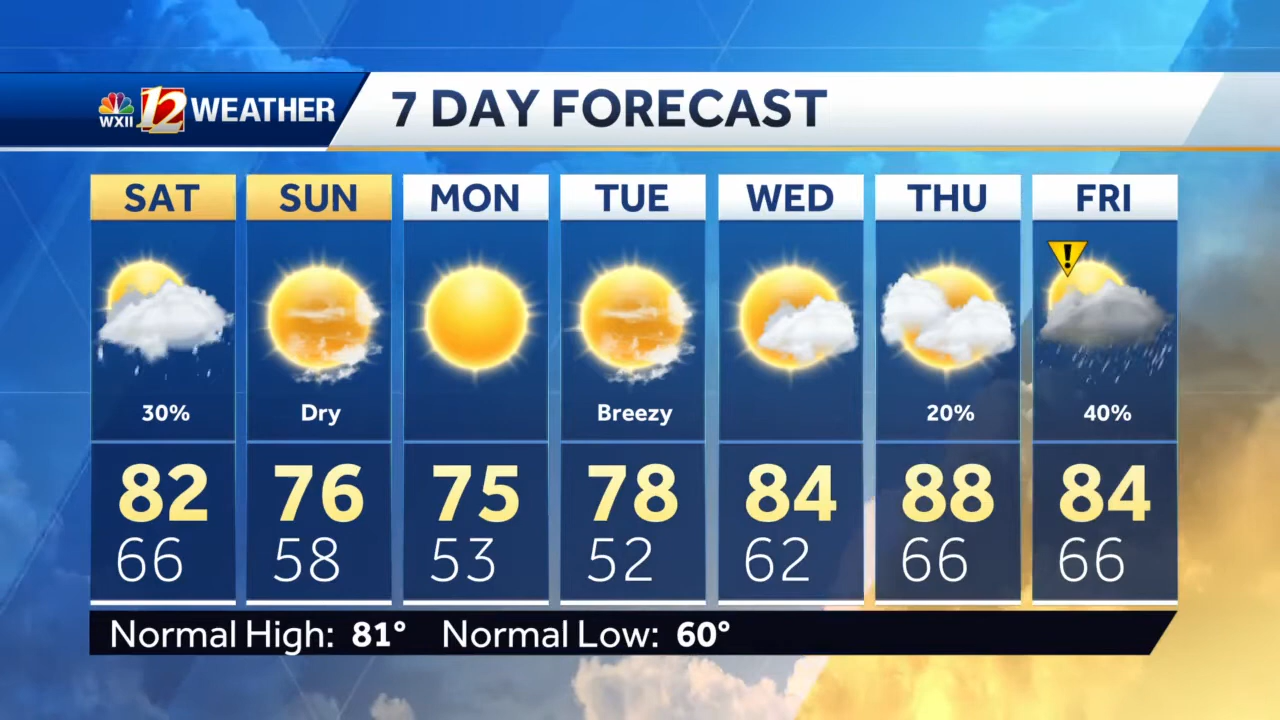 WXII 12 WEATHER
7 DAY FORECAST
SAT SUN MON TUE WED THU FRI
!
30% Dry Breezy 20% 40%
82 76 75 78 84 88 84
66 58 53 52 62 66 66
Normal High: 81° Normal Low: 60°